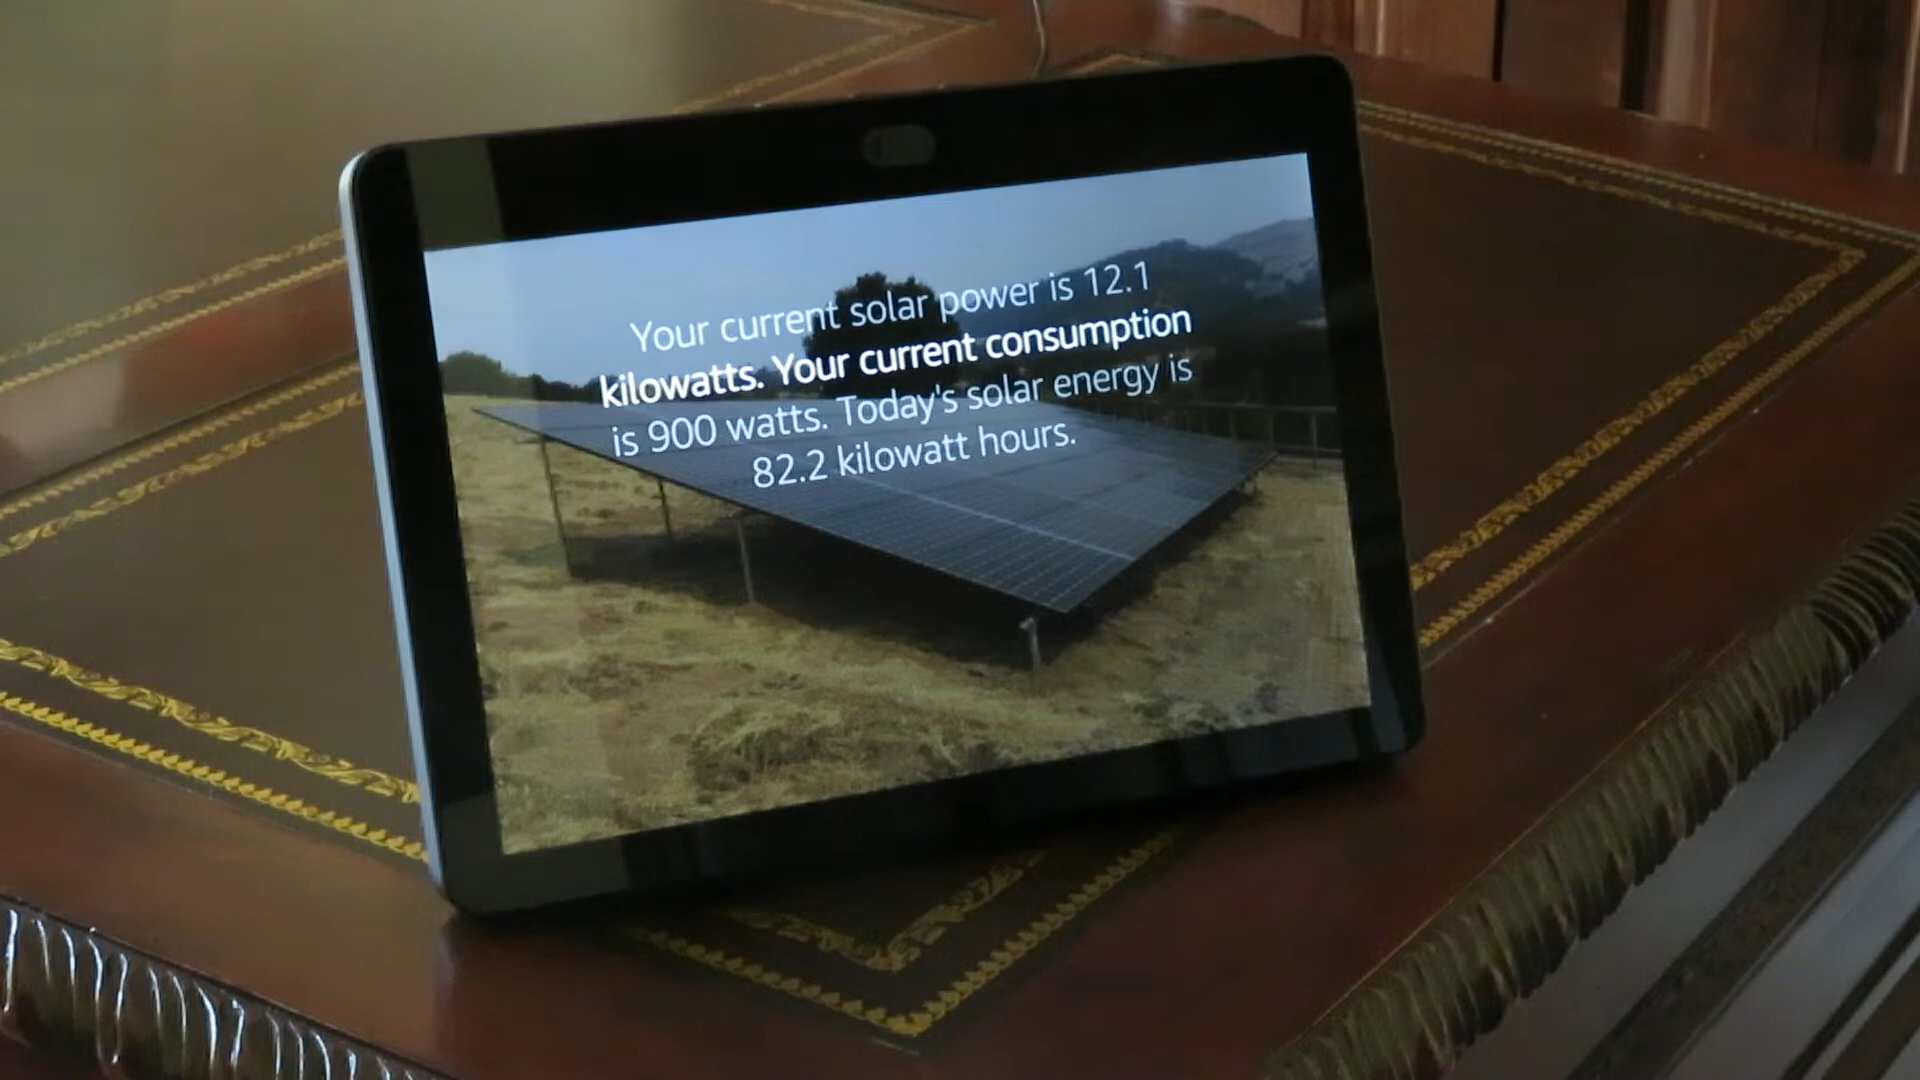 Your current solar power is 12.1
kilowatts. Your current consumption
is 900 watts. Today's solar energy is
82.2 kilowatt hours.